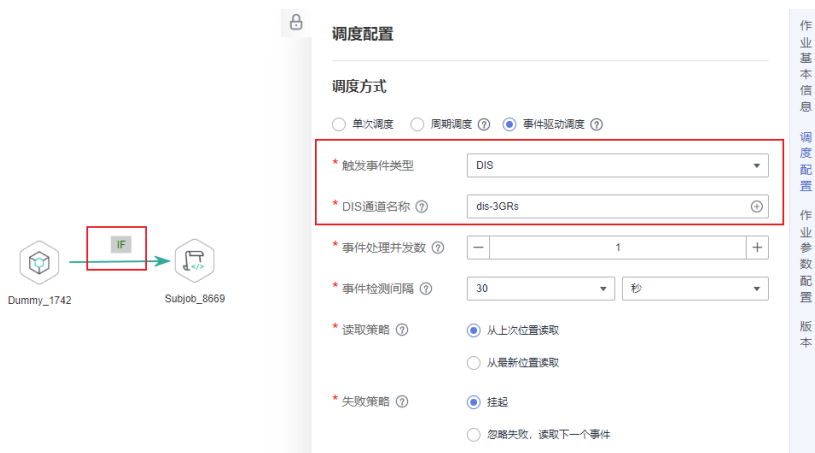 IF
Dummy_1742
Subjob_8669
调度配置
调度方式
单次调度 周期调度 ? 事件驱动调度 ?
* 触发事件类型 DIS
* DIS通道名称 ? dis-3GRs
* 事件处理并发数 ? — 1 +
* 事件检测间隔 ? 30 秒
* 读取策略 ? 从上次位置读取
从最新位置读取
* 失败策略 ? 挂起
忽略失败，读取下一个事件
作业基本信息
调度配置
作业参数配置
版本